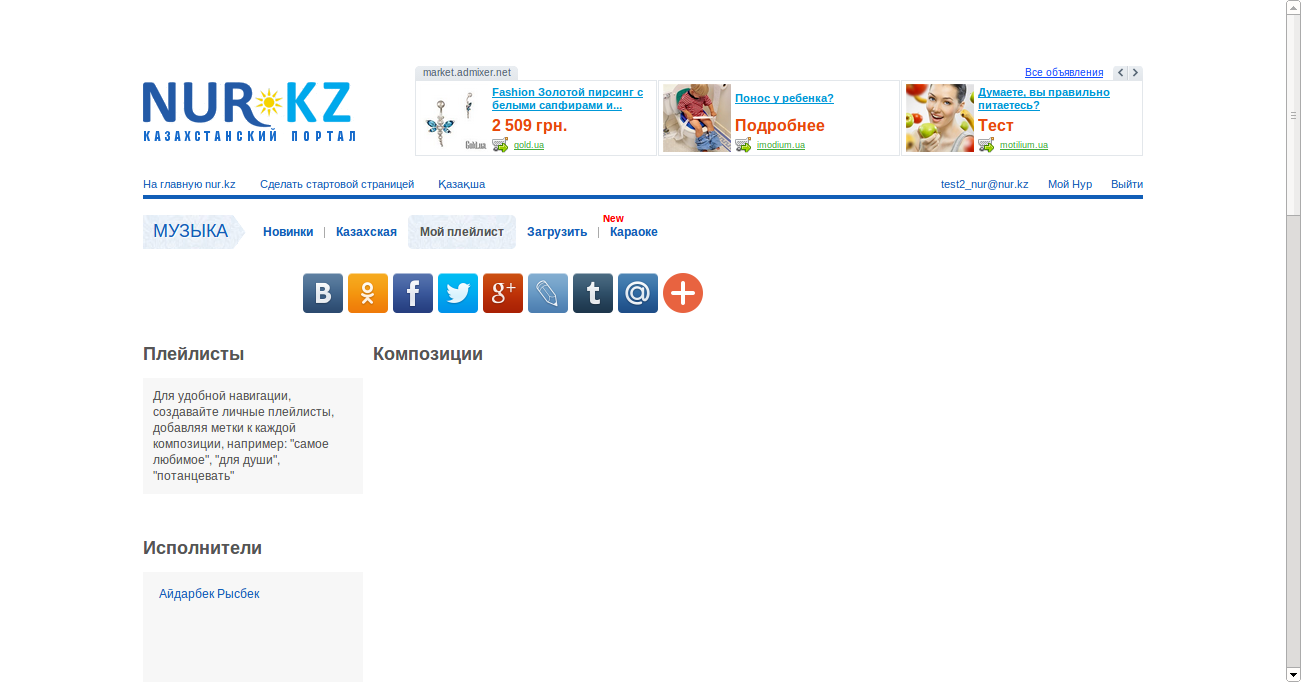 market.admixer.net
Все объявления
NUR KZ
КАЗАХСТАНСКИЙ ПОРТАЛ
Fashion Золотой пирсинг с
белыми сапфирами и...
2 509 грн.
Gold.ua
gold.ua
Понос у ребенка?
Подробнее
imodium.ua
Думаете, вы правильно
питаетесь?
Тест
motilium.ua
На главную nur.kz Сделать стартовой страницей Қазақша test2_nur@nur.kz Мой Нур Выйти
New
МУЗЫКА Новинки | Казахская Мой плейлист Загрузить | Караоке
В f g+ t @
Плейлисты Композиции
Для удобной навигации,
создавайте личные плейлисты,
добавляя метки к каждой
композиции, например: "самое
любимое", "для души",
"потанцевать"
Исполнители
Айдарбек Рысбек